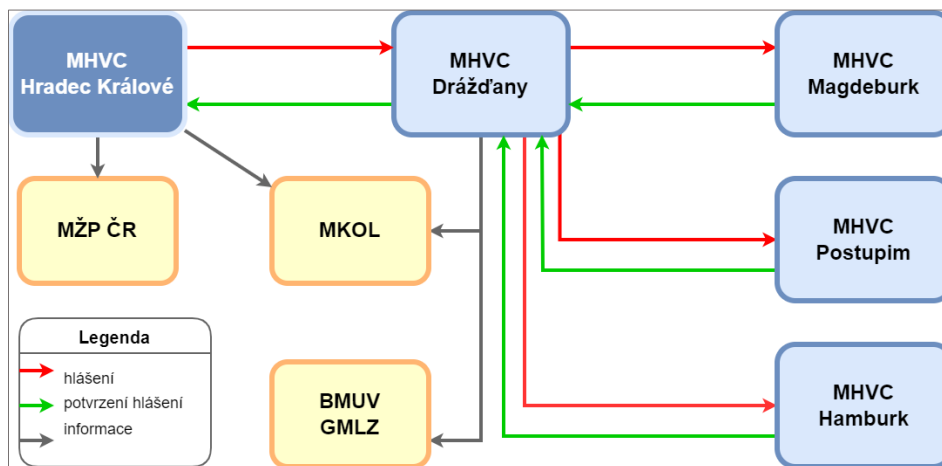 MHVC
Hradec Králové
MHVC
Drážďany
MHVC
Magdeburk
MŽP ČR
MKOL
MHVC
Postupim
Legenda
hlášení
potvrzení hlášení
informace
BMUV
GMLZ
MHVC
Hamburk